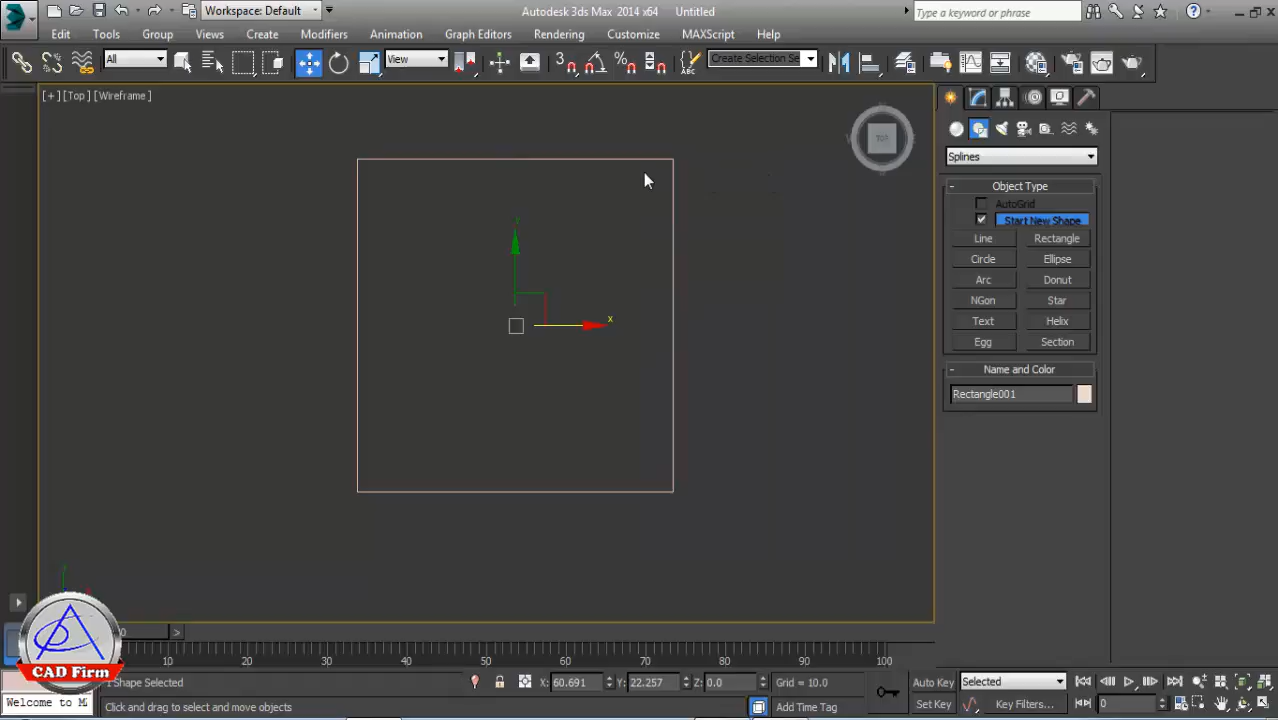 Workspace: Default
Autodesk 3ds Max 2014 x64
Untitled
Type a keyword or phrase
Edit
Tools
Group
Views
Create
Modifiers
Animation
Graph Editors
Rendering
Customize
MAXScript
Help
All
View
3
Create Selection Se
[+] [Top] [Wireframe]
TOP
Splines
Object Type
AutoGrid
Start New Shape
Line
Rectangle
Circle
Ellipse
Arc
Donut
NGon
Star
Text
Helix
Egg
Section
Name and Color
Rectangle001
x
10
20
30
40
50
60
70
80
90
100
CAD Firm
1 Shape Selected
X: 60.691
Y: 22.257
Z: 0.0
Grid = 10.0
Auto Key
Selected
Welcome to M
Click and drag to select and move objects
Add Time Tag
Set Key
Key Filters...
0